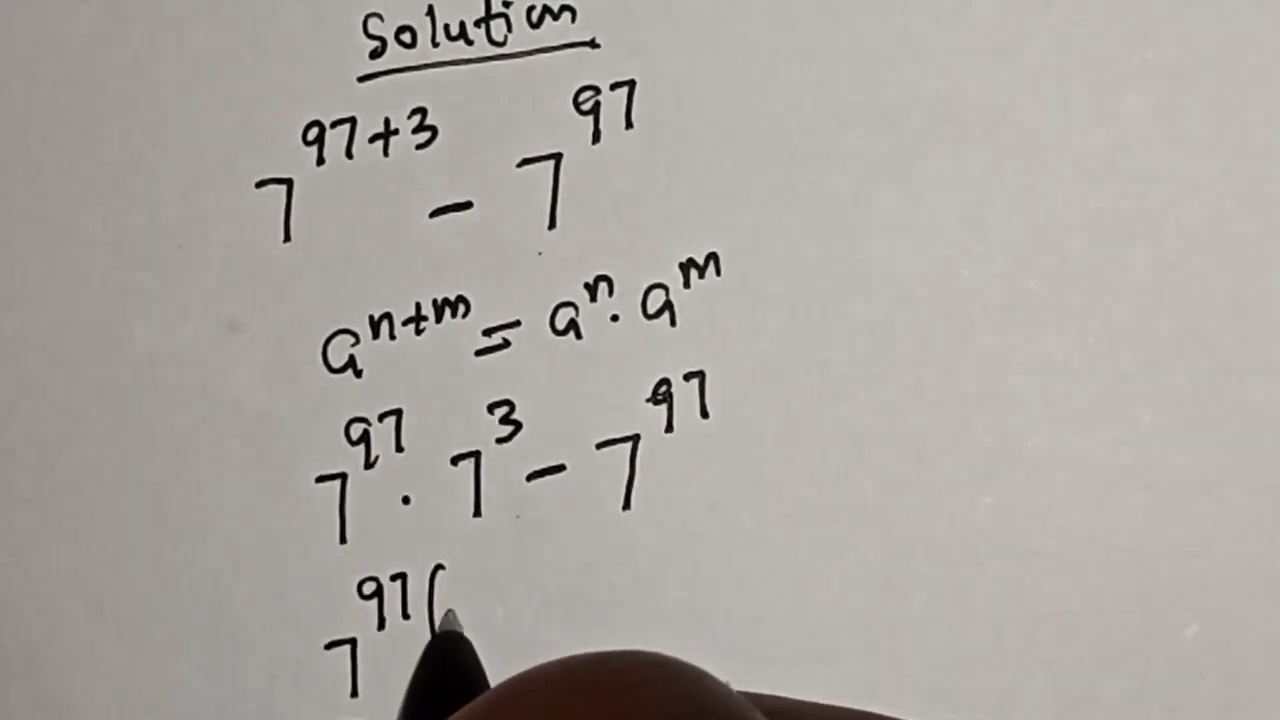 Solution
7^{97+3} - 7^{97}
a^{n+m} = a^n · a^m
7^{97} · 7^3 - 7^{97}
7^{97} (